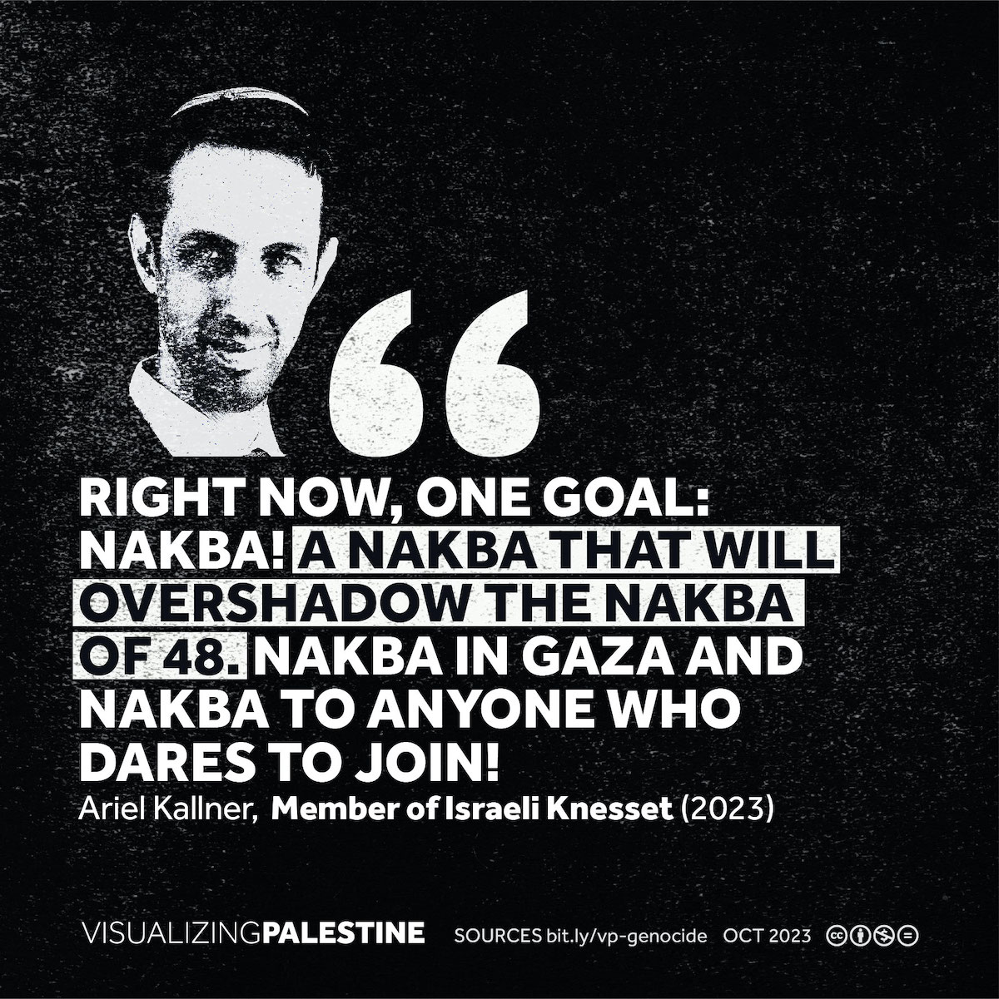 RIGHT NOW, ONE GOAL:
NAKBA! A NAKBA THAT WILL
OVERSHADOW THE NAKBA
OF 48. NAKBA IN GAZA AND
NAKBA TO ANYONE WHO
DARES TO JOIN!
Ariel Kallner, Member of Israeli Knesset (2023)
VISUALIZINGPALESTINE SOURCES bit.ly/vp-genocide OCT 2023 cc